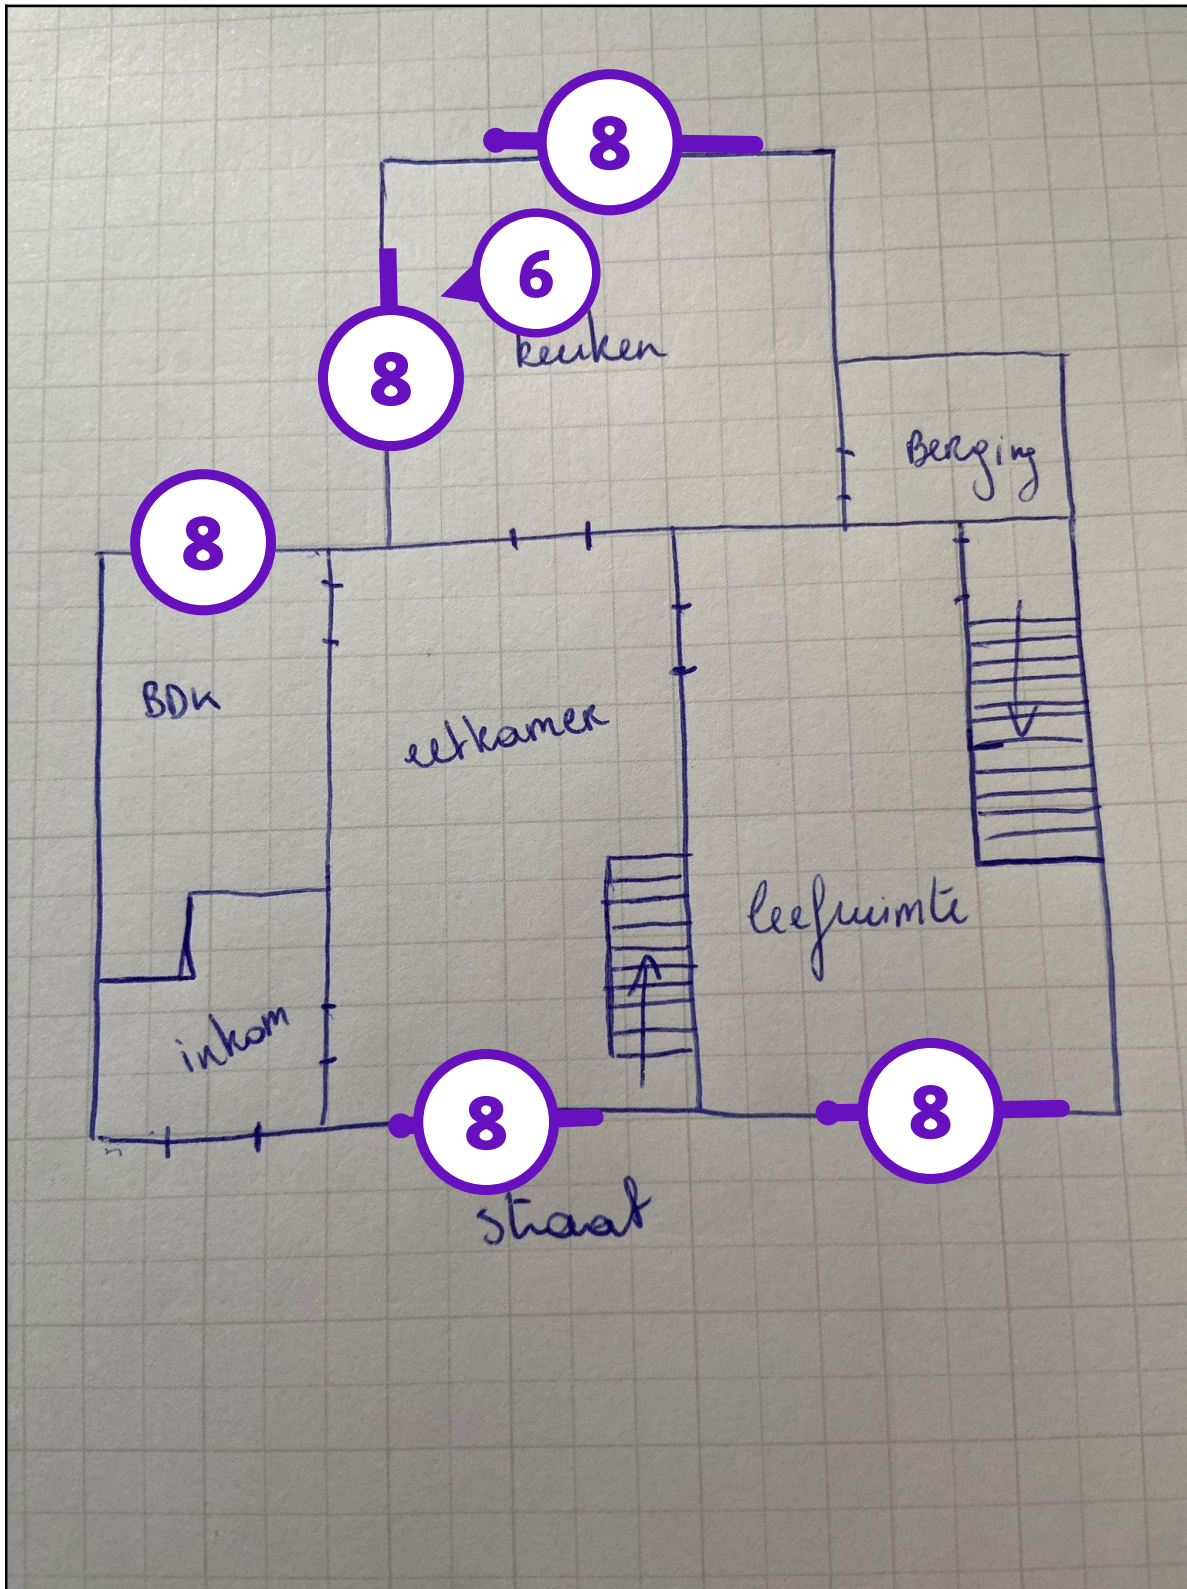 8
6
keuken
8
Berging
8
BDK
eetkamer
leefruimte
inkom
8
8
straat